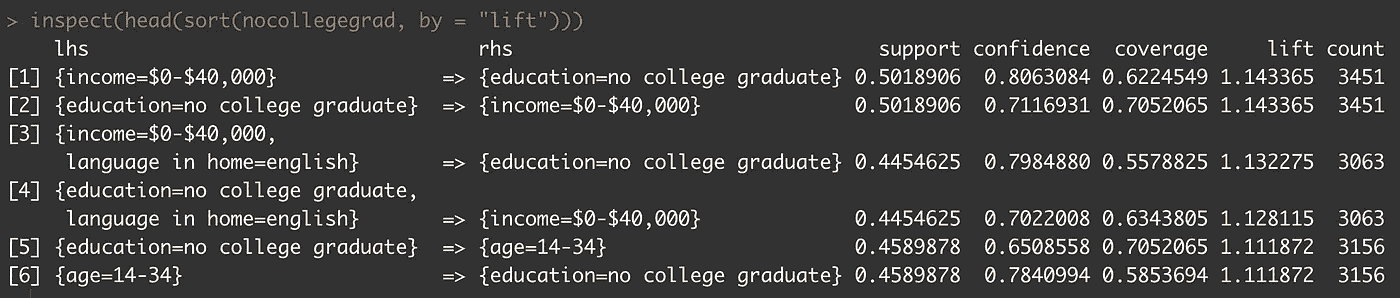 > inspect(head(sort(nocollegegrad, by = "lift")))
lhs rhs support confidence coverage lift count
[1] {income=$0-$40,000} => {education=no college graduate} 0.5018906 0.8063084 0.6224549 1.143365 3451
[2] {education=no college graduate} => {income=$0-$40,000} 0.5018906 0.7116931 0.7052065 1.143365 3451
[3] {income=$0-$40,000,
language in home=english} => {education=no college graduate} 0.4454625 0.7984880 0.5578825 1.132275 3063
[4] {education=no college graduate,
language in home=english} => {income=$0-$40,000} 0.4454625 0.7022008 0.6343805 1.128115 3063
[5] {education=no college graduate} => {age=14-34} 0.4589878 0.6508558 0.7052065 1.111872 3156
[6] {age=14-34} => {education=no college graduate} 0.4589878 0.7840994 0.5853694 1.111872 3156